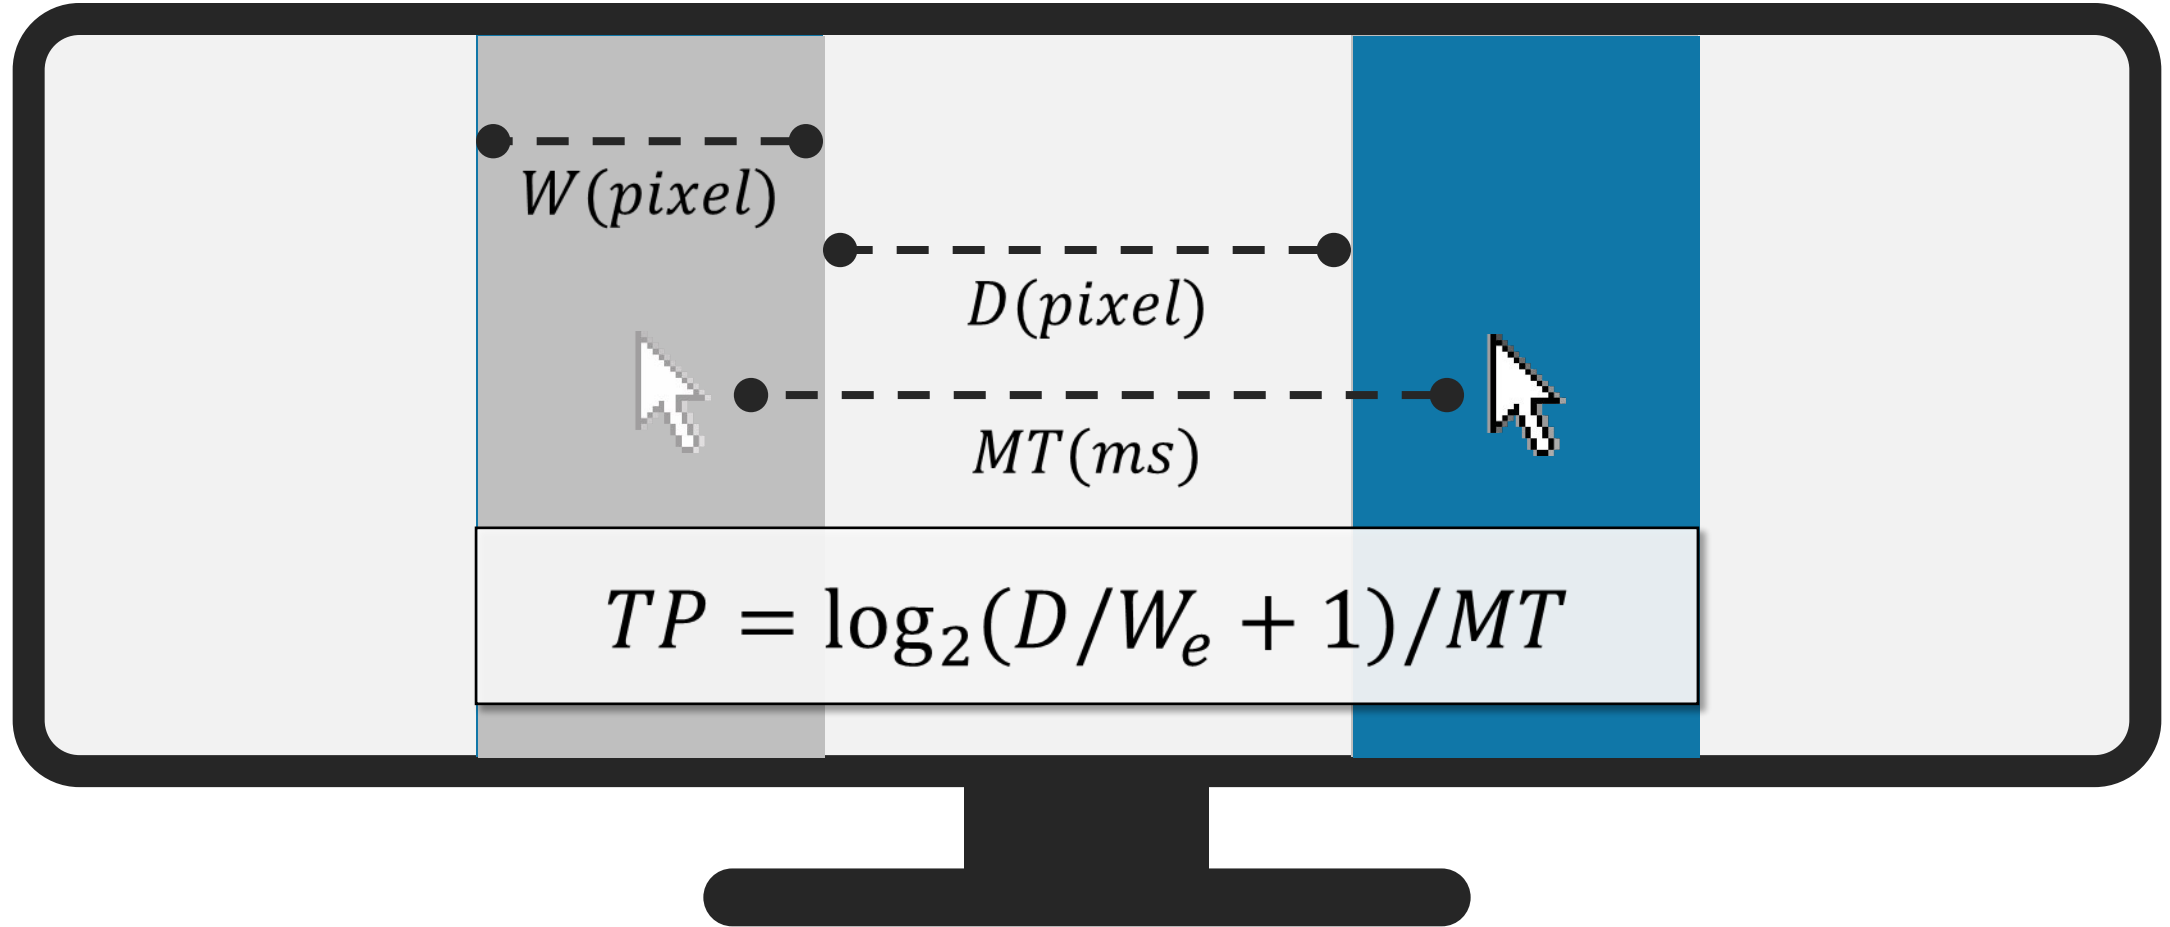 W(pixel)
D(pixel)
MT(ms)
TP = log₂(D/Wₑ + 1)/MT